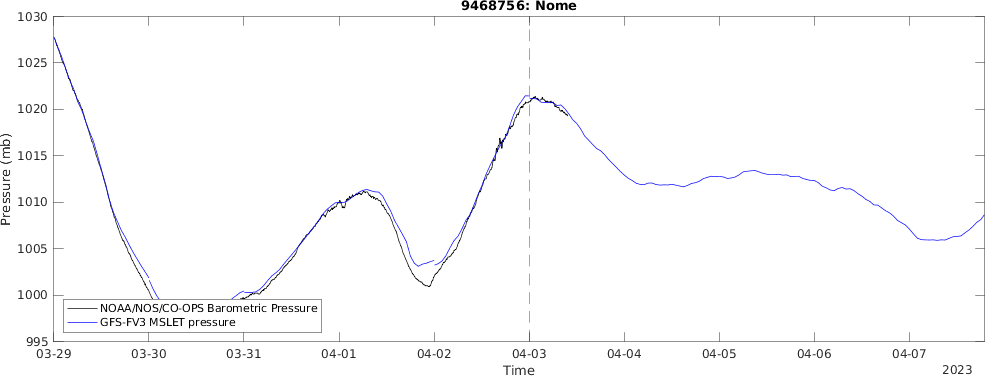 9468756: Nome
1030
1025
1020
1015
1010
1005
1000
995
Pressure (mb)
NOAA/NOS/CO-OPS Barometric Pressure
GFS-FV3 MSLET pressure
03-29 03-30 03-31 04-01 04-02 04-03 04-04 04-05 04-06 04-07
Time
2023